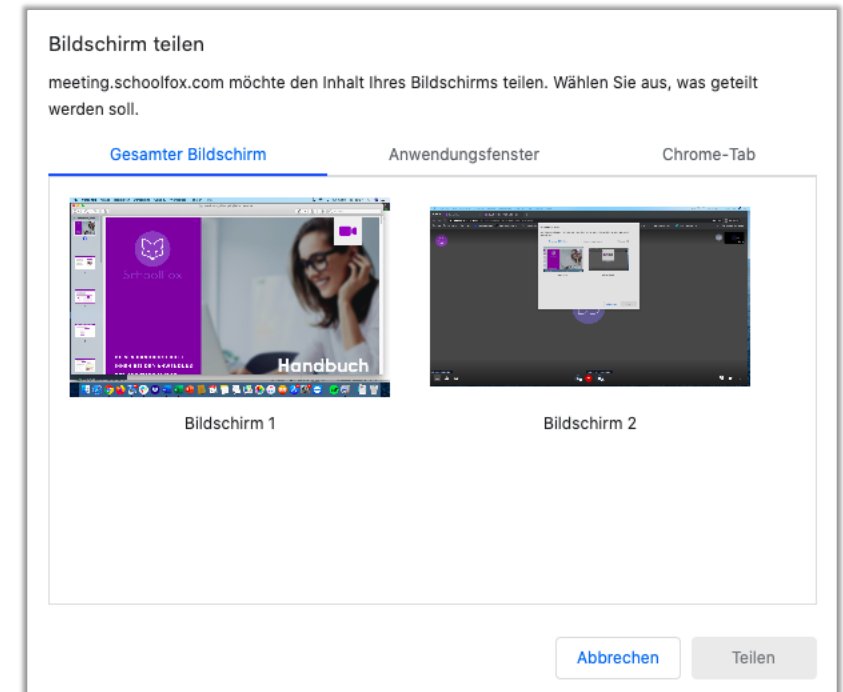 Bildschirm teilen
meeting.schoolfox.com möchte den Inhalt Ihres Bildschirms teilen. Wählen Sie aus, was geteilt
werden soll.
Gesamter Bildschirm Anwendungsfenster Chrome-Tab
SchoolFox
Handbuch
Bildschirm 1 Bildschirm 2
Abbrechen Teilen